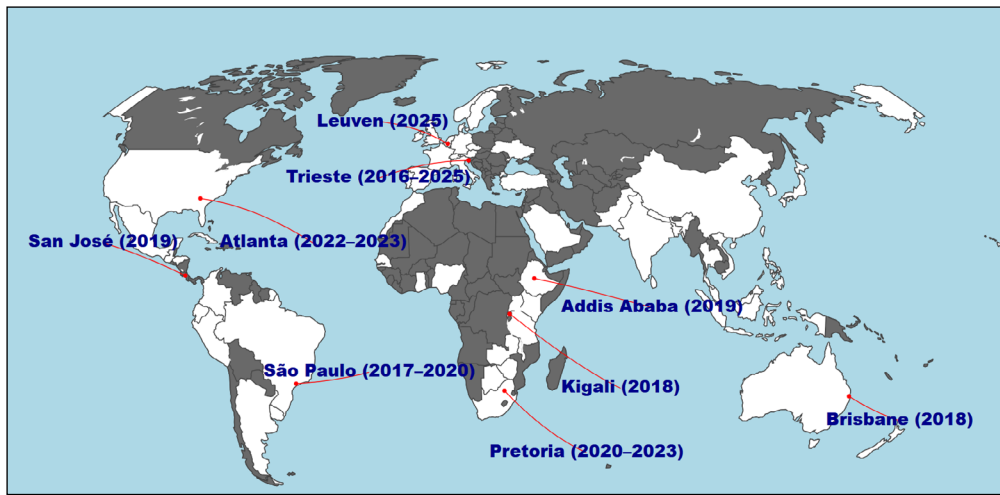 Leuven (2025)
Trieste (2016–2025)
San José (2019)
Atlanta (2022–2023)
Addis Ababa (2019)
São Paulo (2017–2020)
Kigali (2018)
Brisbane (2018)
Pretoria (2020–2023)